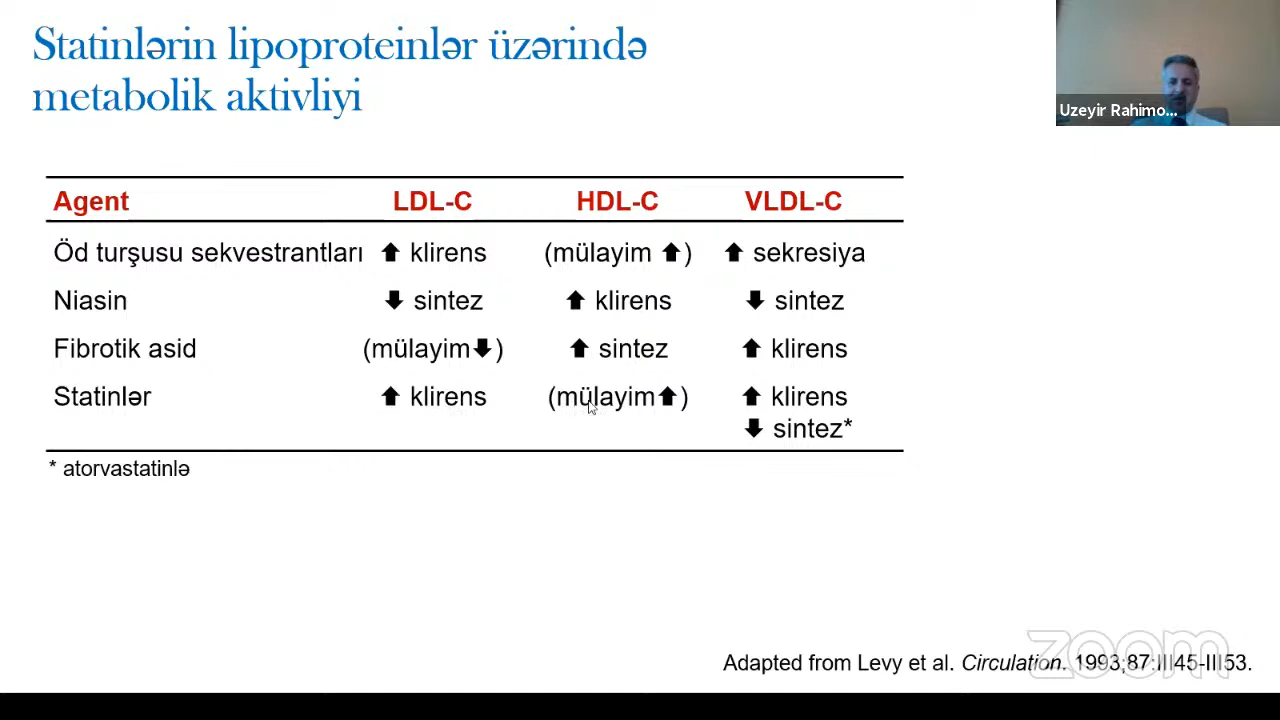 Statinlərin lipoproteinlər üzərində
metabolik aktivliyi
Uzeyir Rahimo...
Agent LDL-C HDL-C VLDL-C
Öd turşusu sekvestrantları ⬆ klirens (mülayim ⬆) ⬆ sekresiya
Niasin ⬇ sintez ⬆ klirens ⬇ sintez
Fibrotik asid (mülayim⬇) ⬆ sintez ⬆ klirens
Statinlər ⬆ klirens (mülayim⬆) ⬆ klirens
⬇ sintez*
* atorvastatinlə
Adapted from Levy et al. Circulation. 1993;87:III45-III53.
zoom